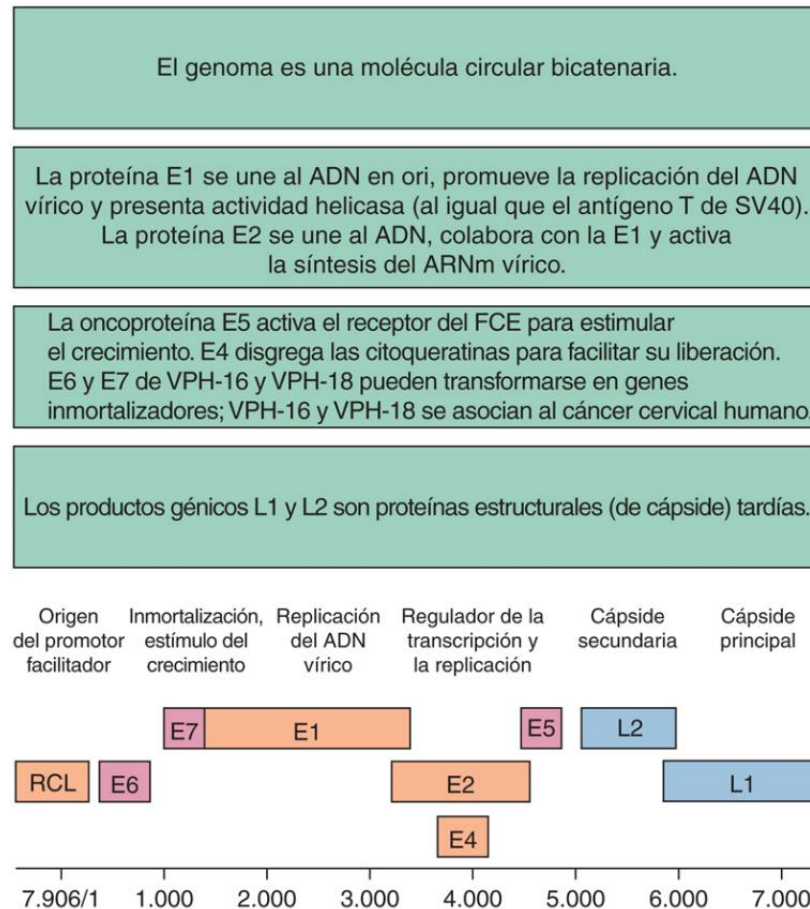 El genoma es una molécula circular bicatenaria.
La proteína E1 se une al ADN en ori, promueve la replicación del ADN
vírico y presenta actividad helicasa (al igual que el antígeno T de SV40).
La proteína E2 se une al ADN, colabora con la E1 y activa
la síntesis del ARNm vírico.
La oncoproteína E5 activa el receptor del FCE para estimular
el crecimiento. E4 disgrega las citoqueratinas para facilitar su liberación.
E6 y E7 de VPH-16 y VPH-18 pueden transformarse en genes
inmortalizadores; VPH-16 y VPH-18 se asocian al cáncer cervical humano.
Los productos génicos L1 y L2 son proteínas estructurales (de cápside) tardías.
Origen
del promotor
facilitador
Inmortalización,
estímulo del
crecimiento
Replicación
del ADN
vírico
Regulador de la
transcripción y
la replicación
Cápside
secundaria
Cápside
principal
E7 E1 E5 L2
RCL E6 E2 L1
E4
7.906/1 1.000 2.000 3.000 4.000 5.000 6.000 7.000